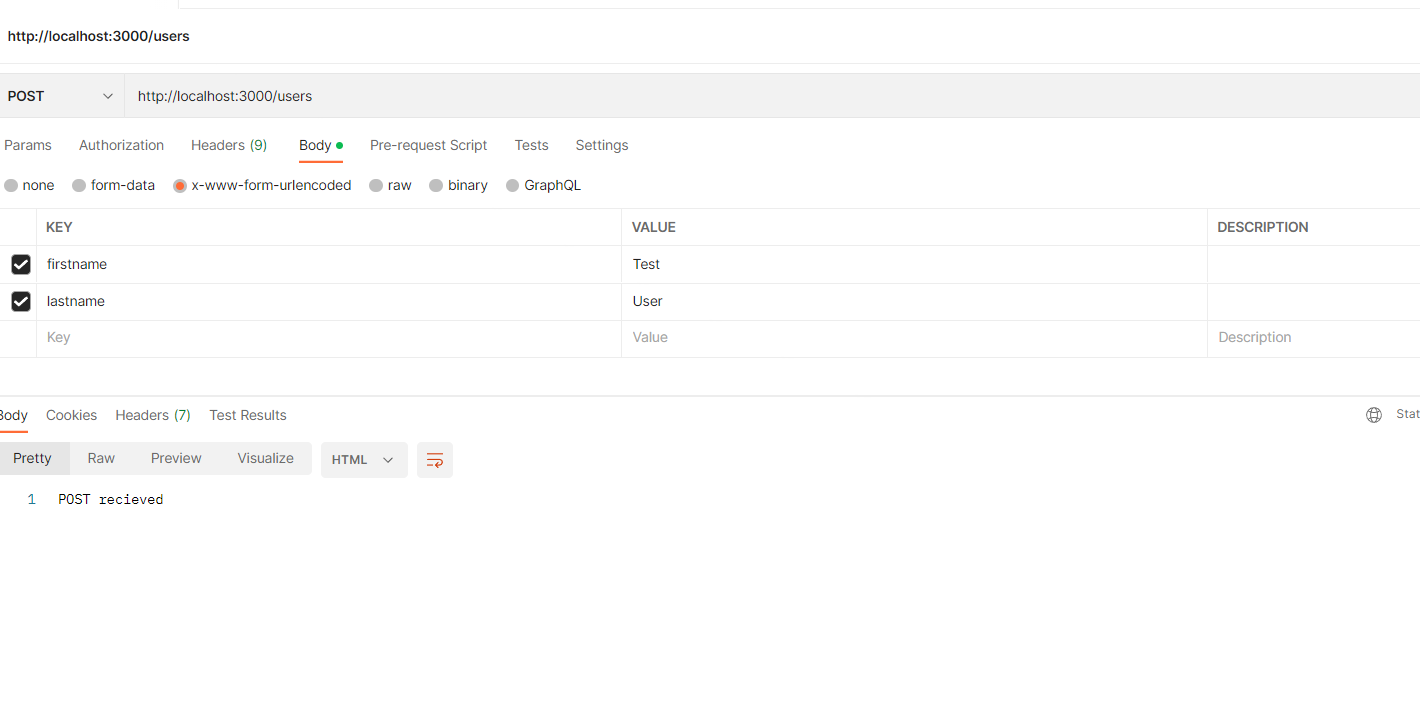 http://localhost:3000/users
POST http://localhost:3000/users
Params Authorization Headers (9) Body Pre-request Script Tests Settings
none form-data x-www-form-urlencoded raw binary GraphQL
KEY VALUE DESCRIPTION
firstname Test
lastname User
Key Value Description
Body Cookies Headers (7) Test Results Stat
Pretty Raw Preview Visualize HTML
1 POST recieved